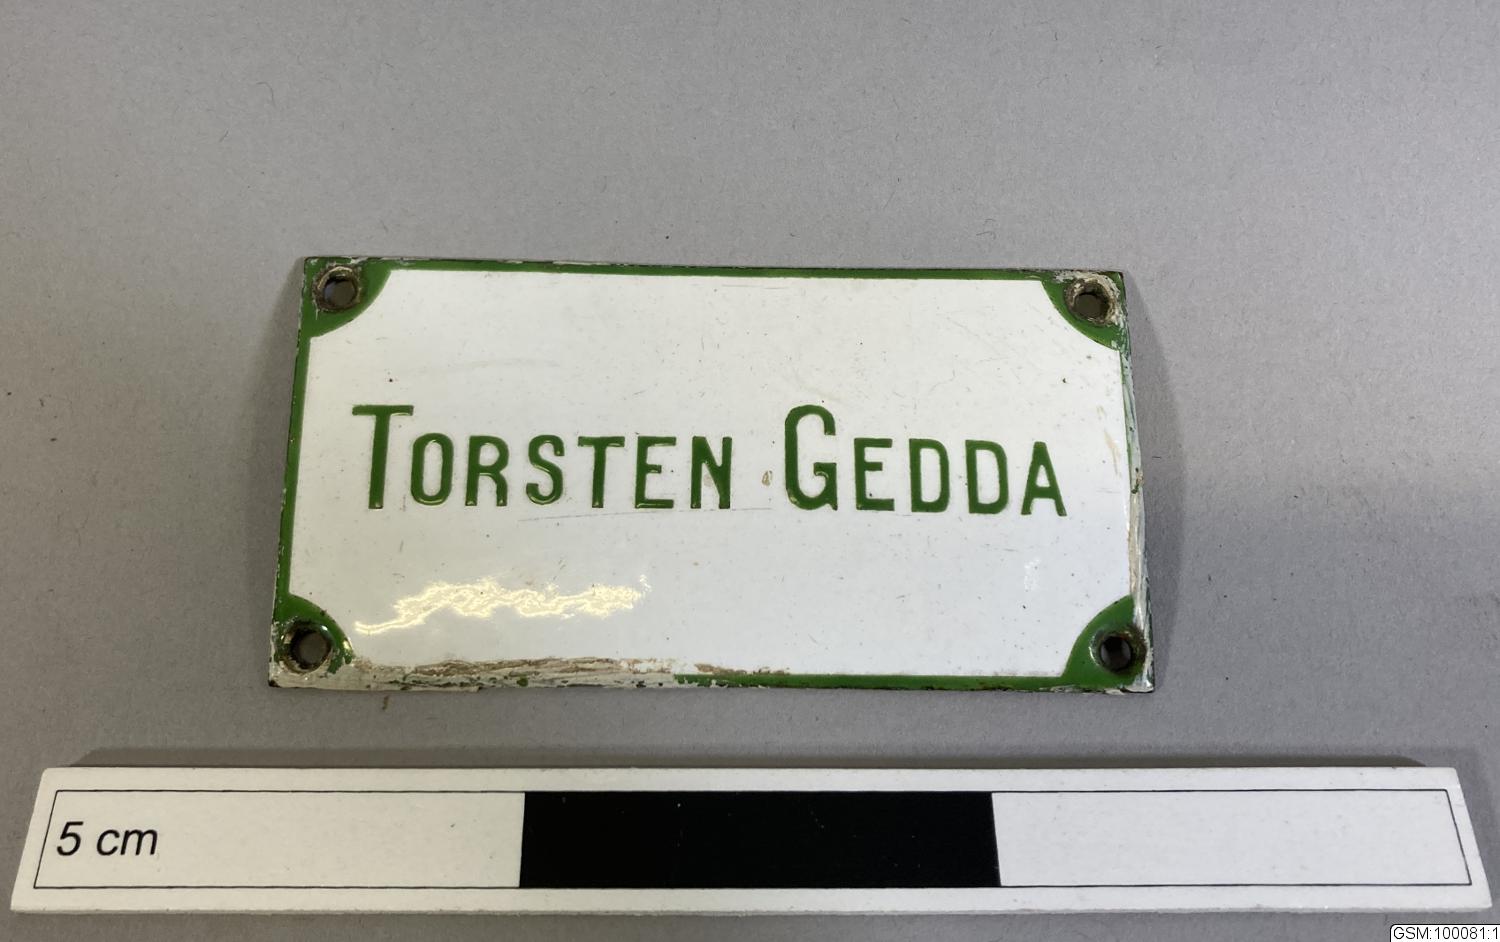 TORSTEN GEDDA
5 cm
GSM:100081:1